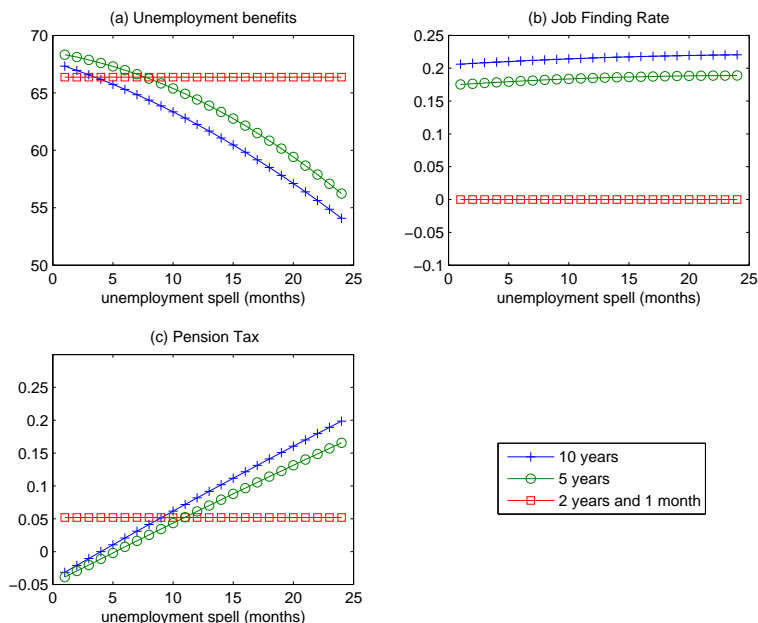 (a) Unemployment benefits
70
65
60
55
50
0 5 10 15 20 25
unemployment spell (months)
(b) Job Finding Rate
0.25
0.2
0.15
0.1
0.05
0
−0.05
−0.1
0 5 10 15 20 25
unemployment spell (months)
(c) Pension Tax
0.25
0.2
0.15
0.1
0.05
0
−0.05
0 5 10 15 20 25
unemployment spell (months)
10 years
5 years
2 years and 1 month